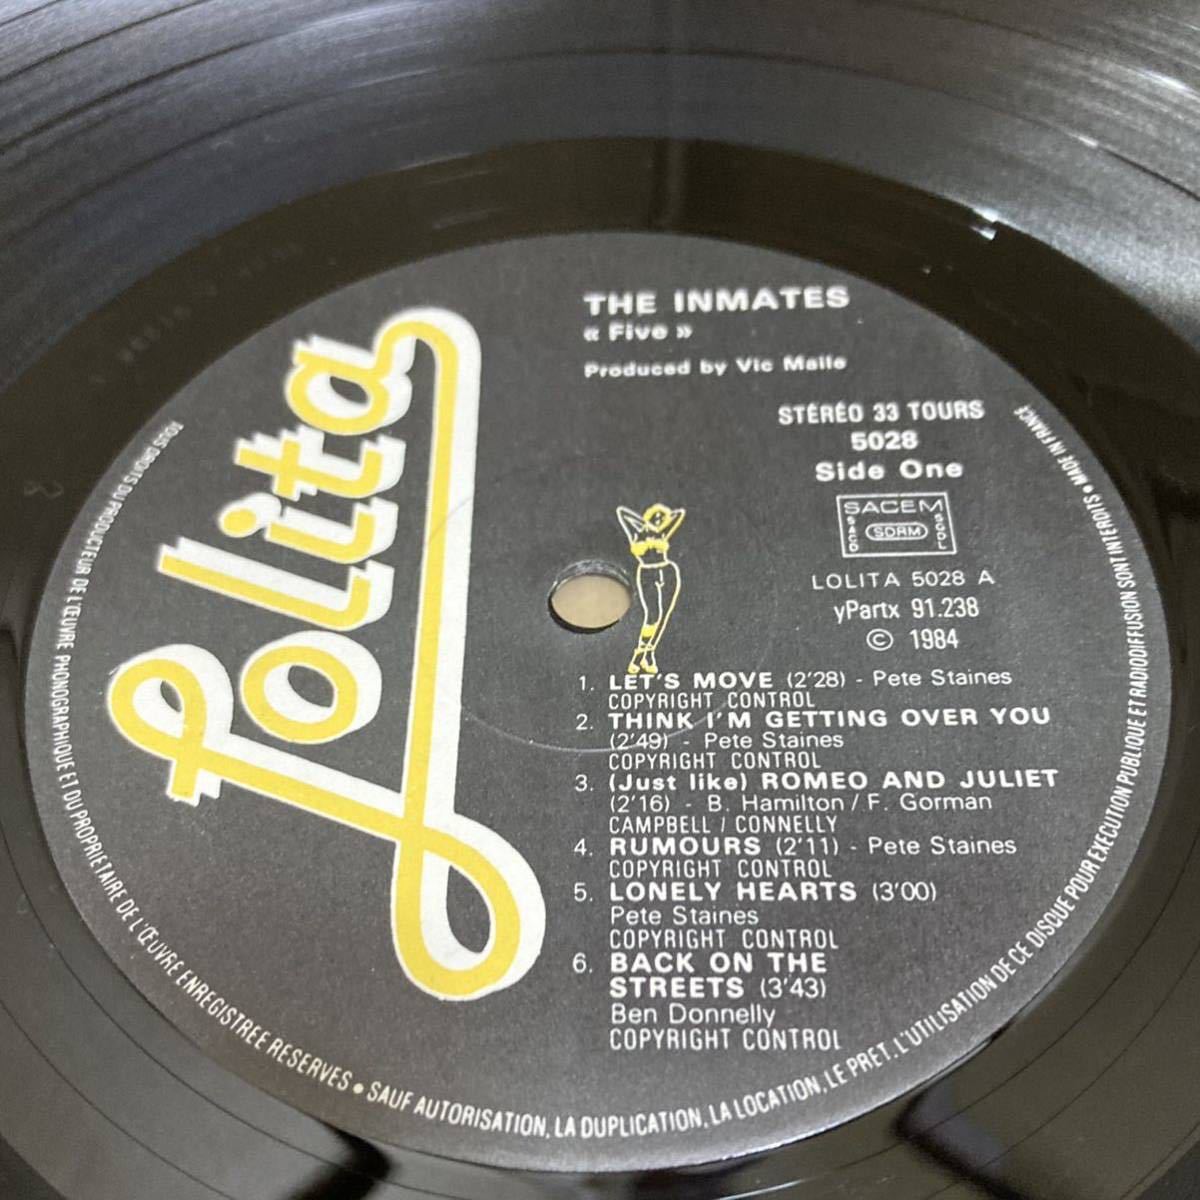 Lolita
THE INMATES
« Five »
Produced by Vic Maile
STÉRÉO 33 TOURS
5028
Side One
SACEM
SACD
SDRM
SGDL
LOLITA 5028 A
yPartx 91.238
© 1984
1. LET'S MOVE (2'28) - Pete Staines
COPYRIGHT CONTROL
2. THINK I'M GETTING OVER YOU
(2'49) - Pete Staines
COPYRIGHT CONTROL
3. (Just like) ROMEO AND JULIET
(2'16) - B. Hamilton / F. Gorman
CAMPBELL / CONNELLY
4. RUMOURS (2'11) - Pete Staines
COPYRIGHT CONTROL
5. LONELY HEARTS (3'00)
Pete Staines
COPYRIGHT CONTROL
6. BACK ON THE
STREETS (3'43)
Ben Donnelly
COPYRIGHT CONTROL
TOUS DROITS DU PRODUCTEUR DE L'ŒUVRE PHONOGRAPHIQUE ET DU PROPRIETAIRE DE L'ŒUVRE ENREGISTREE RESERVES • SAUF AUTORISATION, LA DUPLICATION, LA LOCATION, LE PRET, L'UTILISATION DE CE DISQUE POUR EXECUTION PUBLIQUE ET RADIODIFFUSION SONT INTERDITS • MADE IN FRANCE